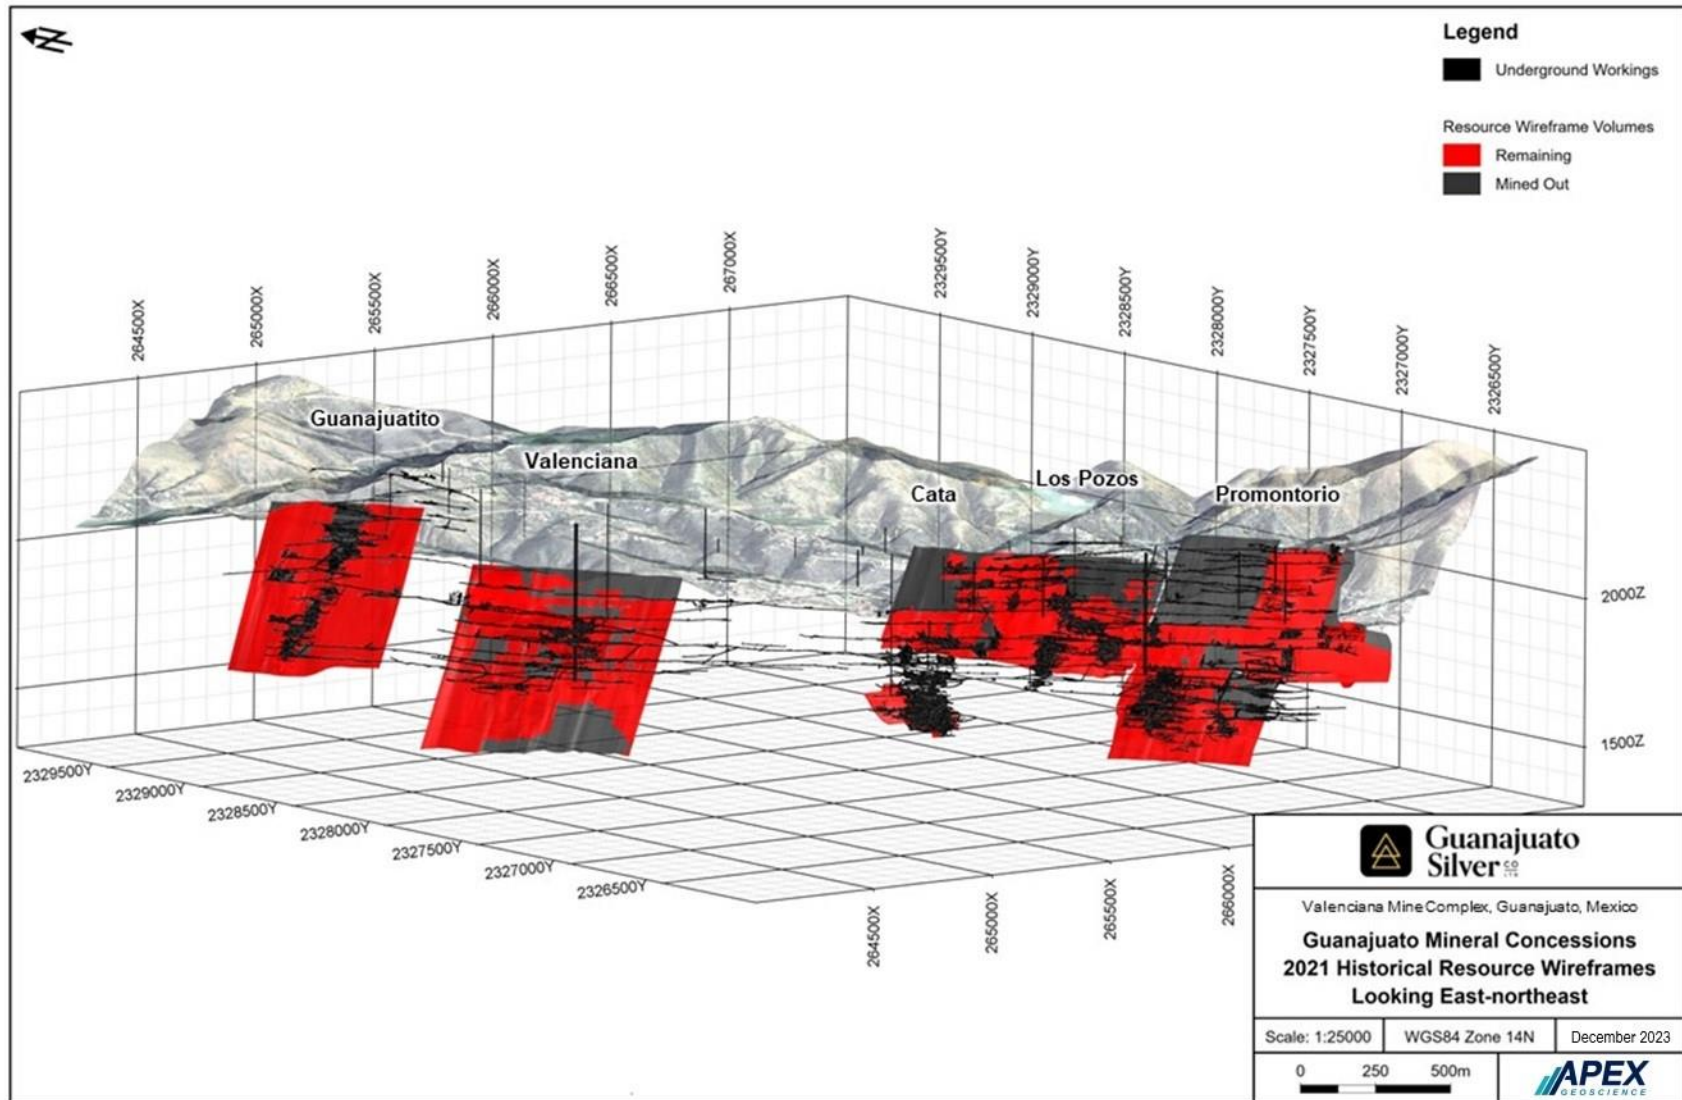 N
Legend
Underground Workings
Resource Wireframe Volumes
Remaining
Mined Out
264500X
265000X
265500X
266000X
266500X
267000X
2329500Y
2329000Y
2328500Y
2328000Y
2327500Y
2327000Y
2326500Y
Guanajuatito
Valenciana
Cata
Los Pozos
Promontorio
2000Z
1500Z
2329500Y
2329000Y
2328500Y
2328000Y
2327500Y
2327000Y
2326500Y
264500X
265000X
265500X
266000X
Guanajuato
Silver CO LTD
Valenciana MineComplex, Guanajuato, Mexico
Guanajuato Mineral Concessions
2021 Historical Resource Wireframes
Looking East-northeast
Scale: 1:25000 WGS84 Zone 14N December 2023
0 250 500m
APEX
GEOSCIENCE